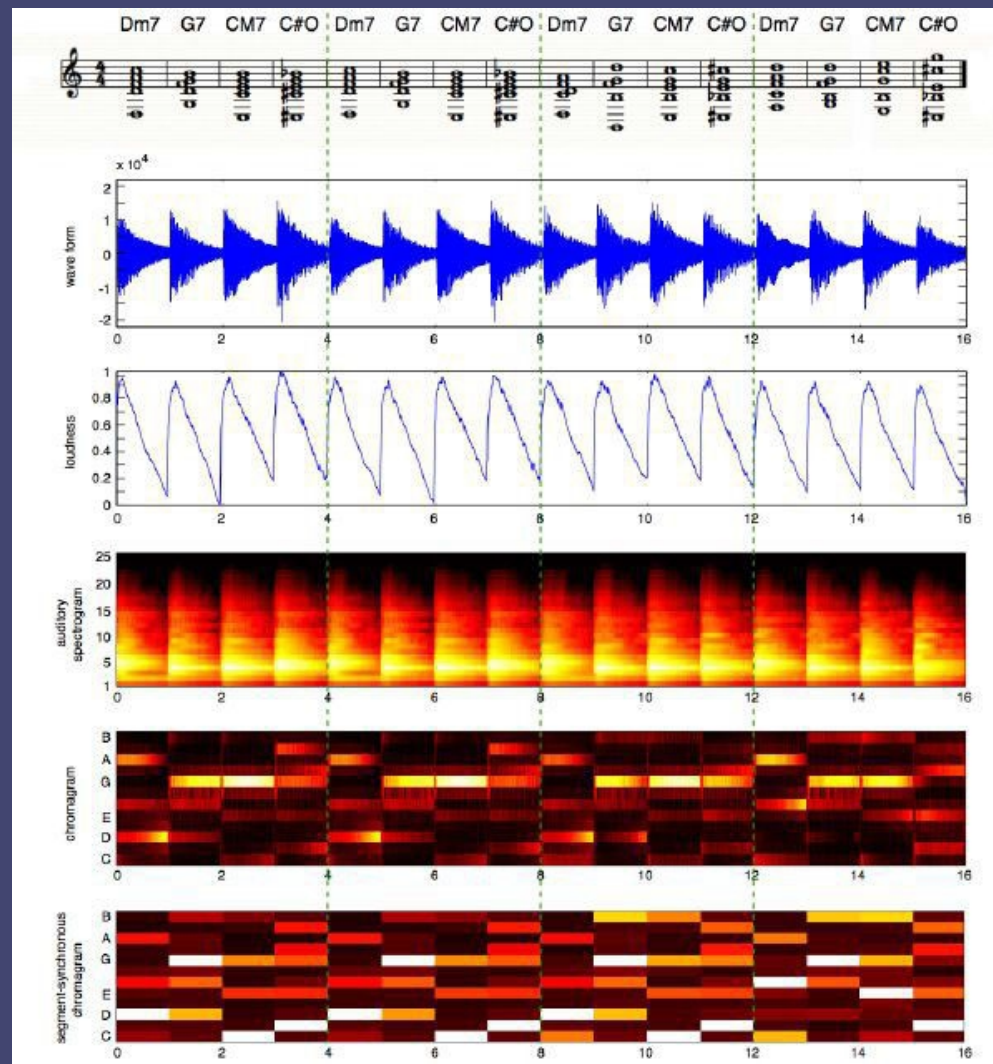 Dm7 G7 CM7 C#O Dm7 G7 CM7 C#O Dm7 G7 CM7 C#O Dm7 G7 CM7 C#O
4
4
x 10^4
2
1
0
-1
-2
wave form
0 2 4 6 8 10 12 14 16
1
0.8
0.6
0.4
0.2
0
loudness
0 2 4 6 8 10 12 14 16
25
20
15
10
5
1
auditory
spectrogram
0 2 4 6 8 10 12 14 16
B
A
G
E
D
C
chromagram
0 2 4 6 8 10 12 14 16
B
A
G
E
D
C
segment-synchronous
chromagram
0 2 4 6 8 10 12 14 16